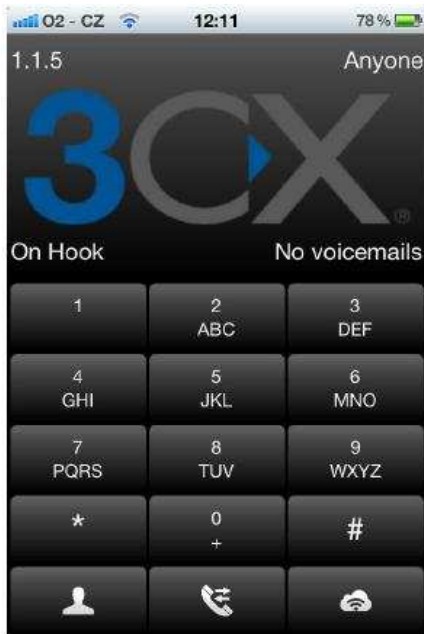 O2 - CZ 12:11 78 %
1.1.5 Anyone
3CX®
On Hook No voicemails
1 2 3
ABC DEF
4 5 6
GHI JKL MNO
7 8 9
PQRS TUV WXYZ
* 0 #
+